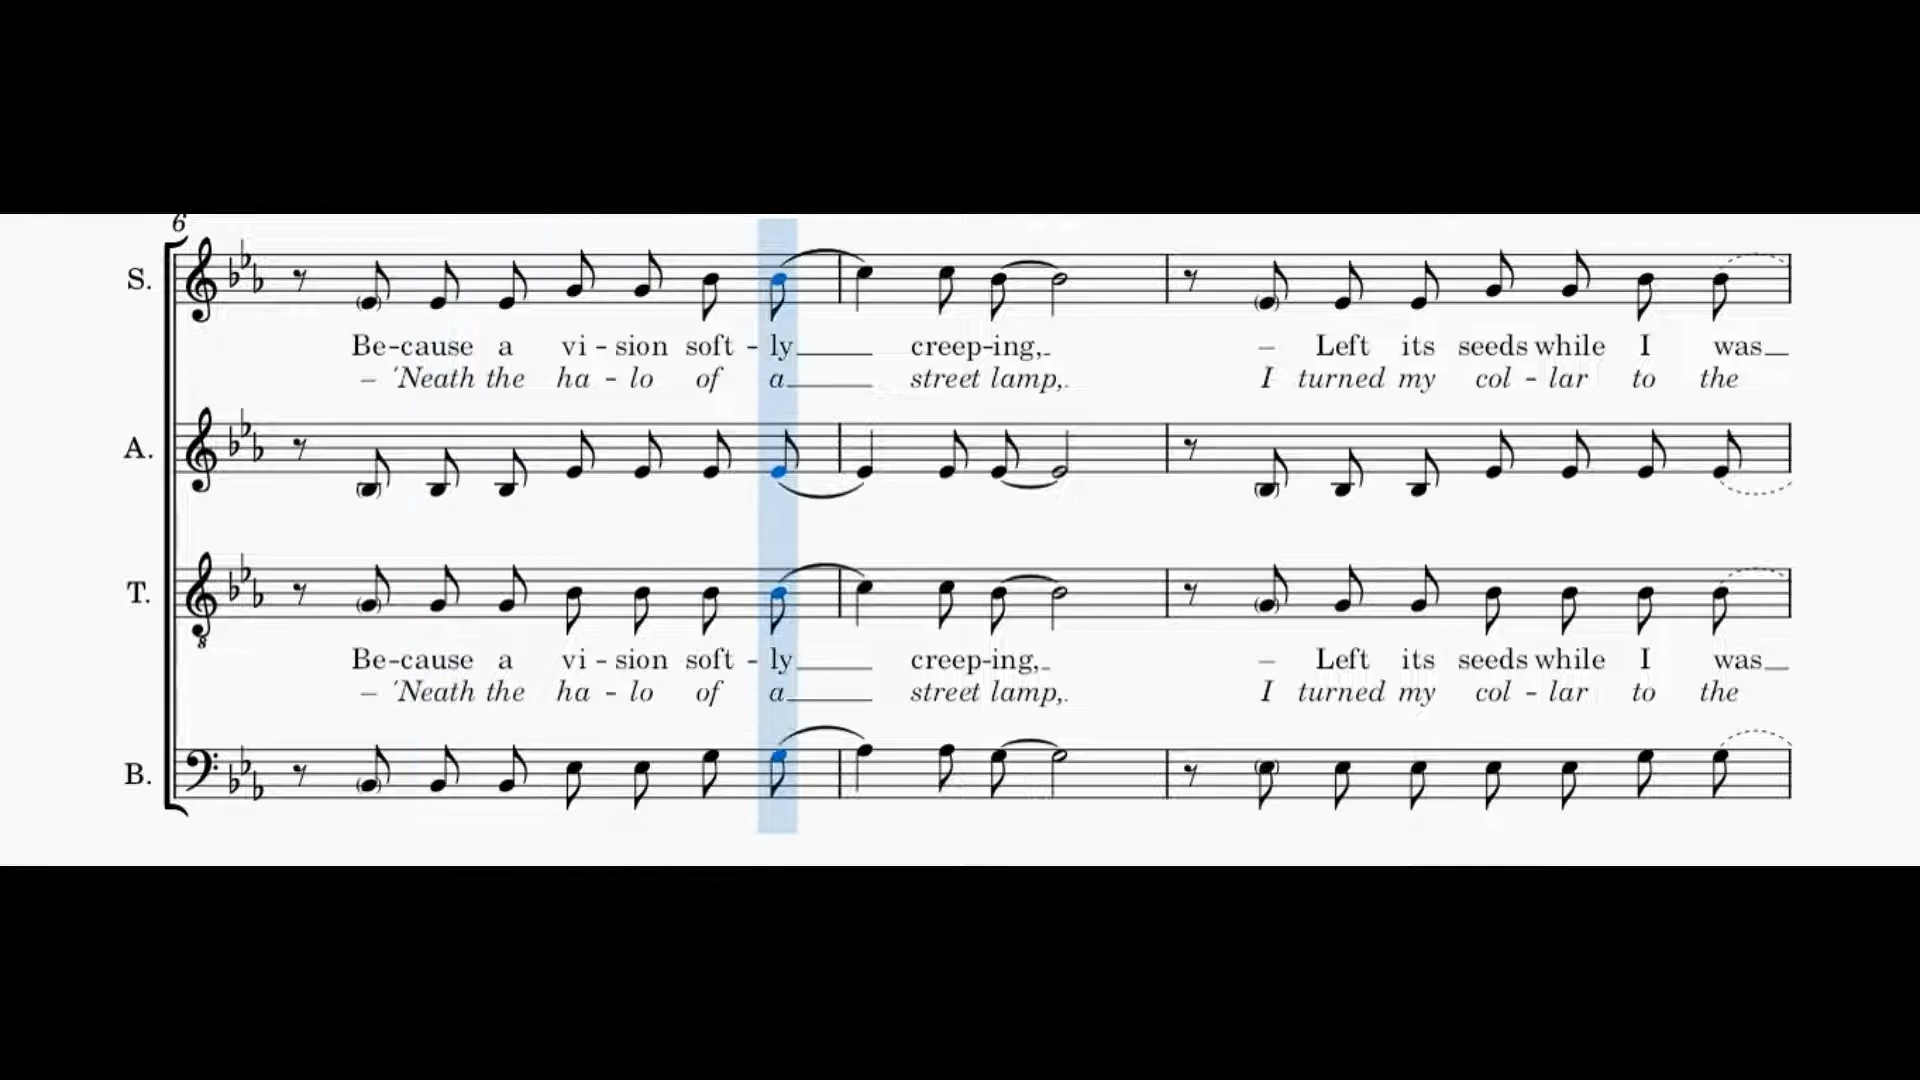 6
S.
Be-cause a vi-sion soft-ly creep-ing, – Left its seeds while I was
– 'Neath the ha-lo of a street lamp, I turned my col-lar to the
A.
T.
Be-cause a vi-sion soft-ly creep-ing, – Left its seeds while I was
– 'Neath the ha-lo of a street lamp, I turned my col-lar to the
B.